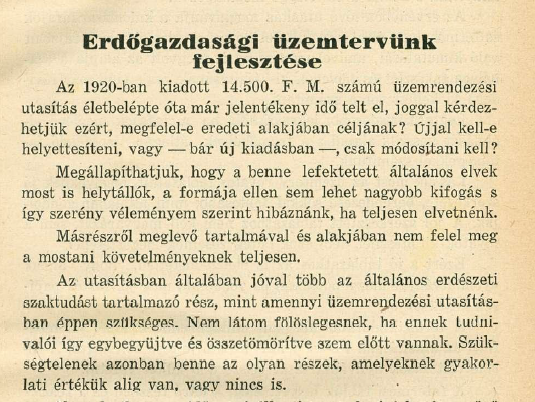 Erdőgazdasági üzemtervünk
fejlesztése
Az 1920-ban kiadott 14.500. F. M. számú üzemrendezési
utasítás életbelépte óta már jelentékeny idő telt el, joggal kérdez-
hetjük ezért, megfelel-e eredeti alakjában céljának? Újjal kell-e
helyettesíteni, vagy — bár új kiadásban —, csak módosítani kell?
Megállapíthatjuk, hogy a benne lefektetett általános elvek
most is helytállók, a formája ellen sem lehet nagyobb kifogás s
így szerény véleményem szerint hibáznánk, ha teljesen elvetnénk.
Másrészről meglevő tartalmával és alakjában nem felel meg
a mostani követelményeknek teljesen.
Az utasításban általában jóval több az általános erdészeti
szaktudást tartalmazó rész, mint amennyi üzemrendezési utasítás-
ban éppen szükséges. Nem látom fölöslegesnek, ha ennek tudni-
valói így egybegyüjtve és összetömörítve szem előtt vannak. Szük-
ségtelenek azonban benne az olyan részek, amelyeknek gyakor-
lati értékük alig van, vagy nincs is.